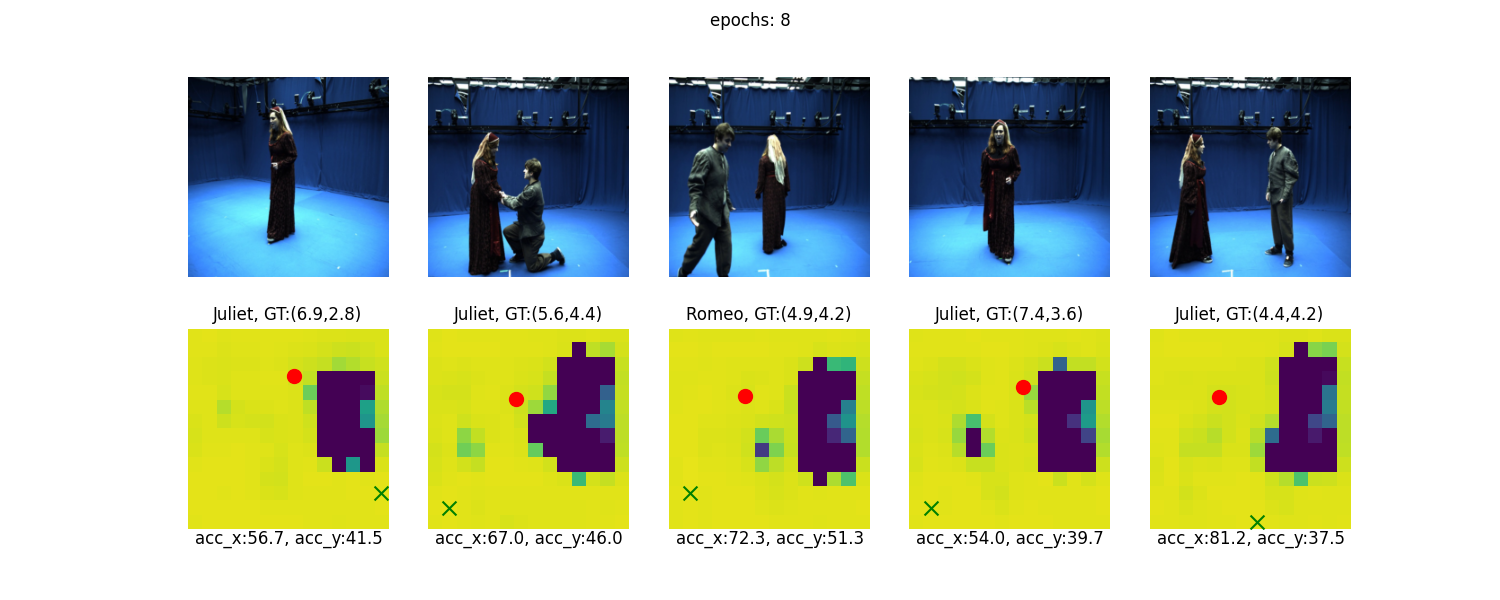 epochs: 8
Juliet, GT:(6.9,2.8)
Juliet, GT:(5.6,4.4)
Romeo, GT:(4.9,4.2)
Juliet, GT:(7.4,3.6)
Juliet, GT:(4.4,4.2)
acc_x:56.7, acc_y:41.5
acc_x:67.0, acc_y:46.0
acc_x:72.3, acc_y:51.3
acc_x:54.0, acc_y:39.7
acc_x:81.2, acc_y:37.5